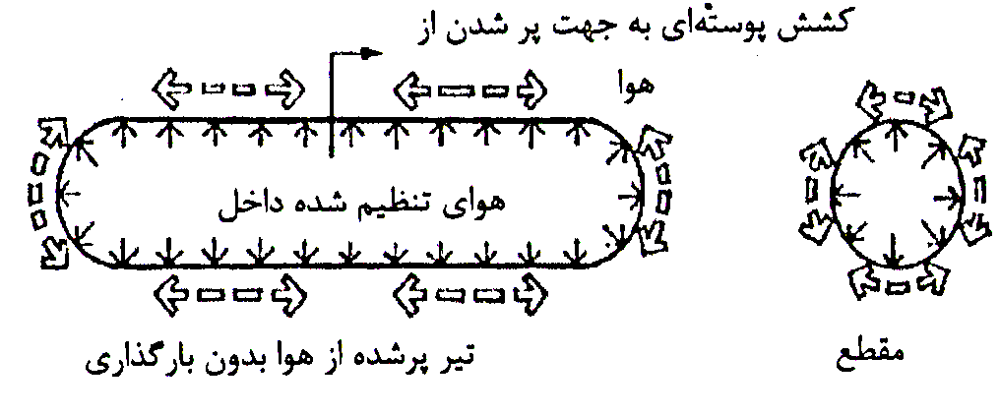 کشش پوسته‌ای به جهت پر شدن از
هوا
هوای تنظیم شده داخل
تیر پرشده از هوا بدون بارگذاری
مقطع